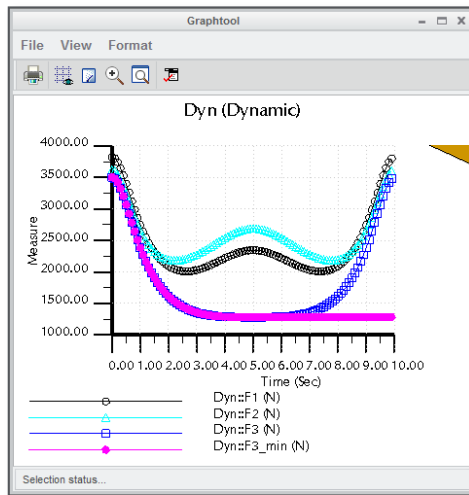 Graphtool
File View Format
Dyn (Dynamic)
4000.00
3500.00
3000.00
2500.00
2000.00
1500.00
1000.00
Measure
0.00 1.00 2.00 3.00 4.00 5.00 6.00 7.00 8.00 9.00 10.00
Time (Sec)
Dyn::F1 (N)
Dyn::F2 (N)
Dyn::F3 (N)
Dyn::F3_min (N)
Selection status...